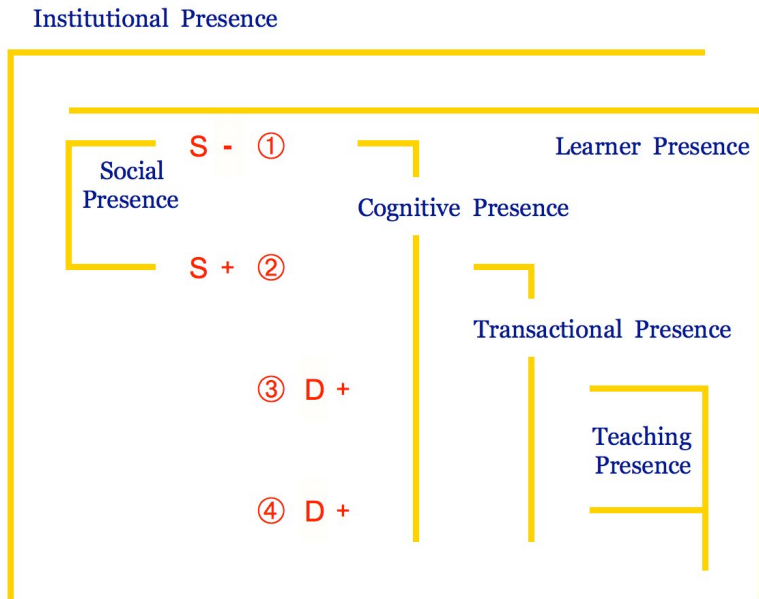 Institutional Presence
S - ①
Learner Presence
Social
Presence
Cognitive Presence
S + ②
Transactional Presence
③ D +
Teaching
Presence
④ D +